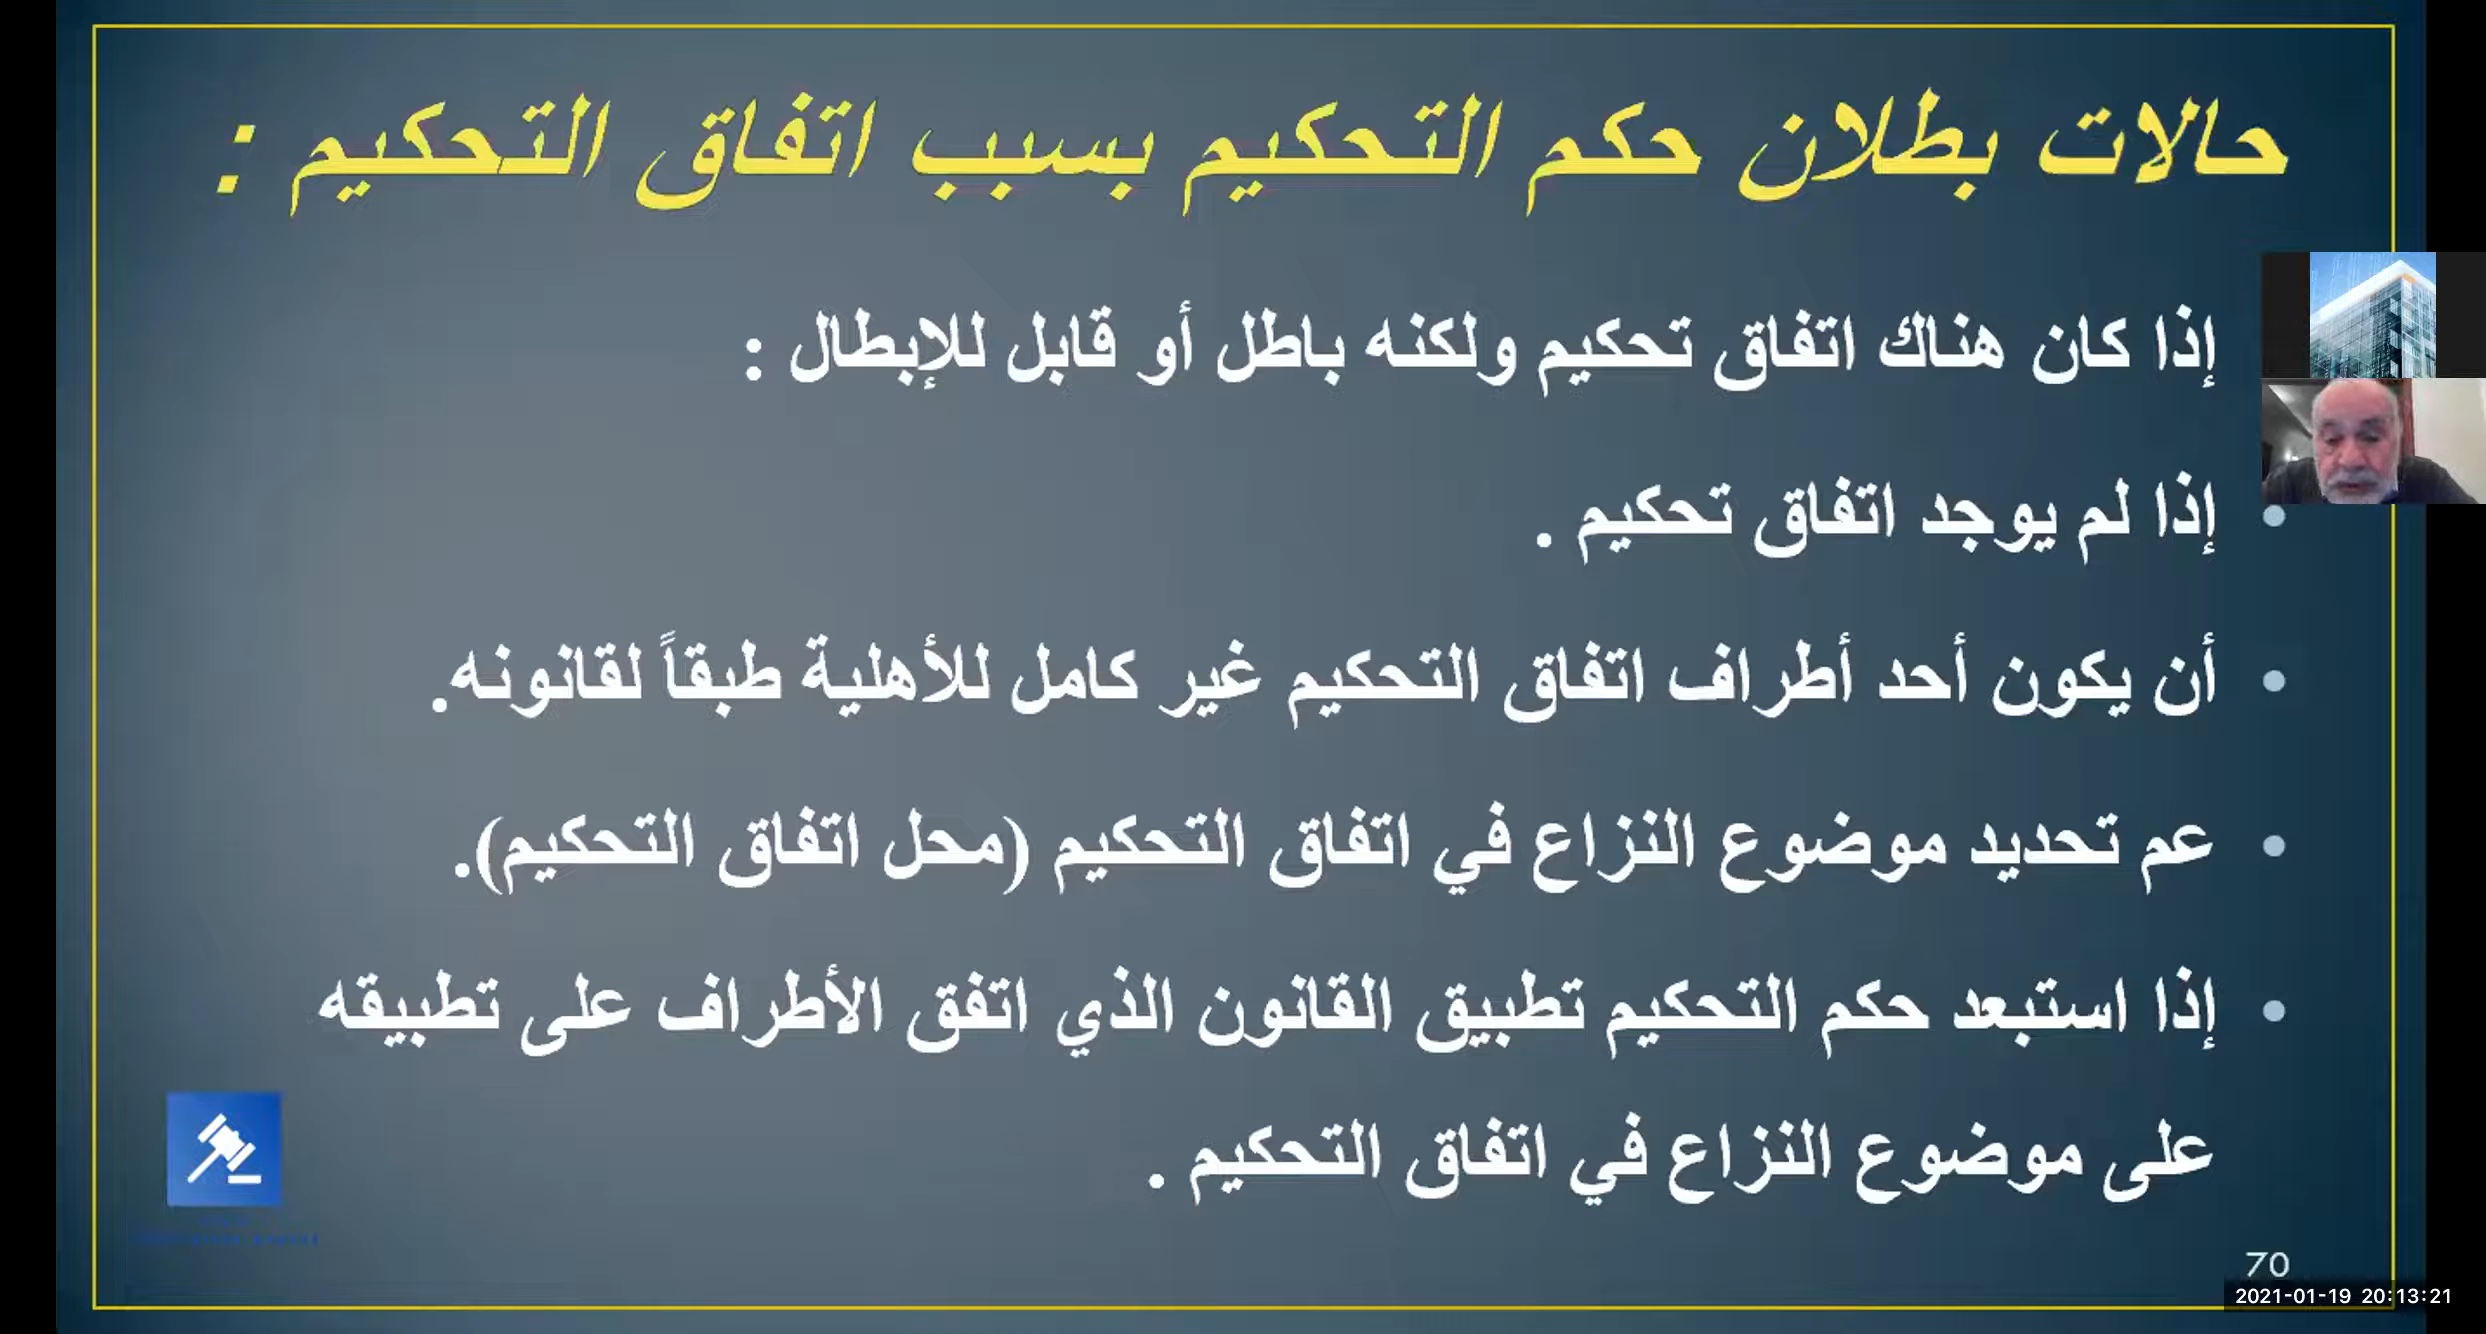 حالات بطلان حكم التحكيم بسبب اتفاق التحكيم :
إذا كان هناك اتفاق تحكيم ولكنه باطل أو قابل للإبطال :
• إذا لم يوجد اتفاق تحكيم .
• أن يكون أحد أطراف اتفاق التحكيم غير كامل للأهلية طبقاً لقانونه.
• عم تحديد موضوع النزاع في اتفاق التحكيم (محل اتفاق التحكيم).
• إذا استبعد حكم التحكيم تطبيق القانون الذي اتفق الأطراف على تطبيقه
على موضوع النزاع في اتفاق التحكيم .
70
2021-01-19 20:13:21